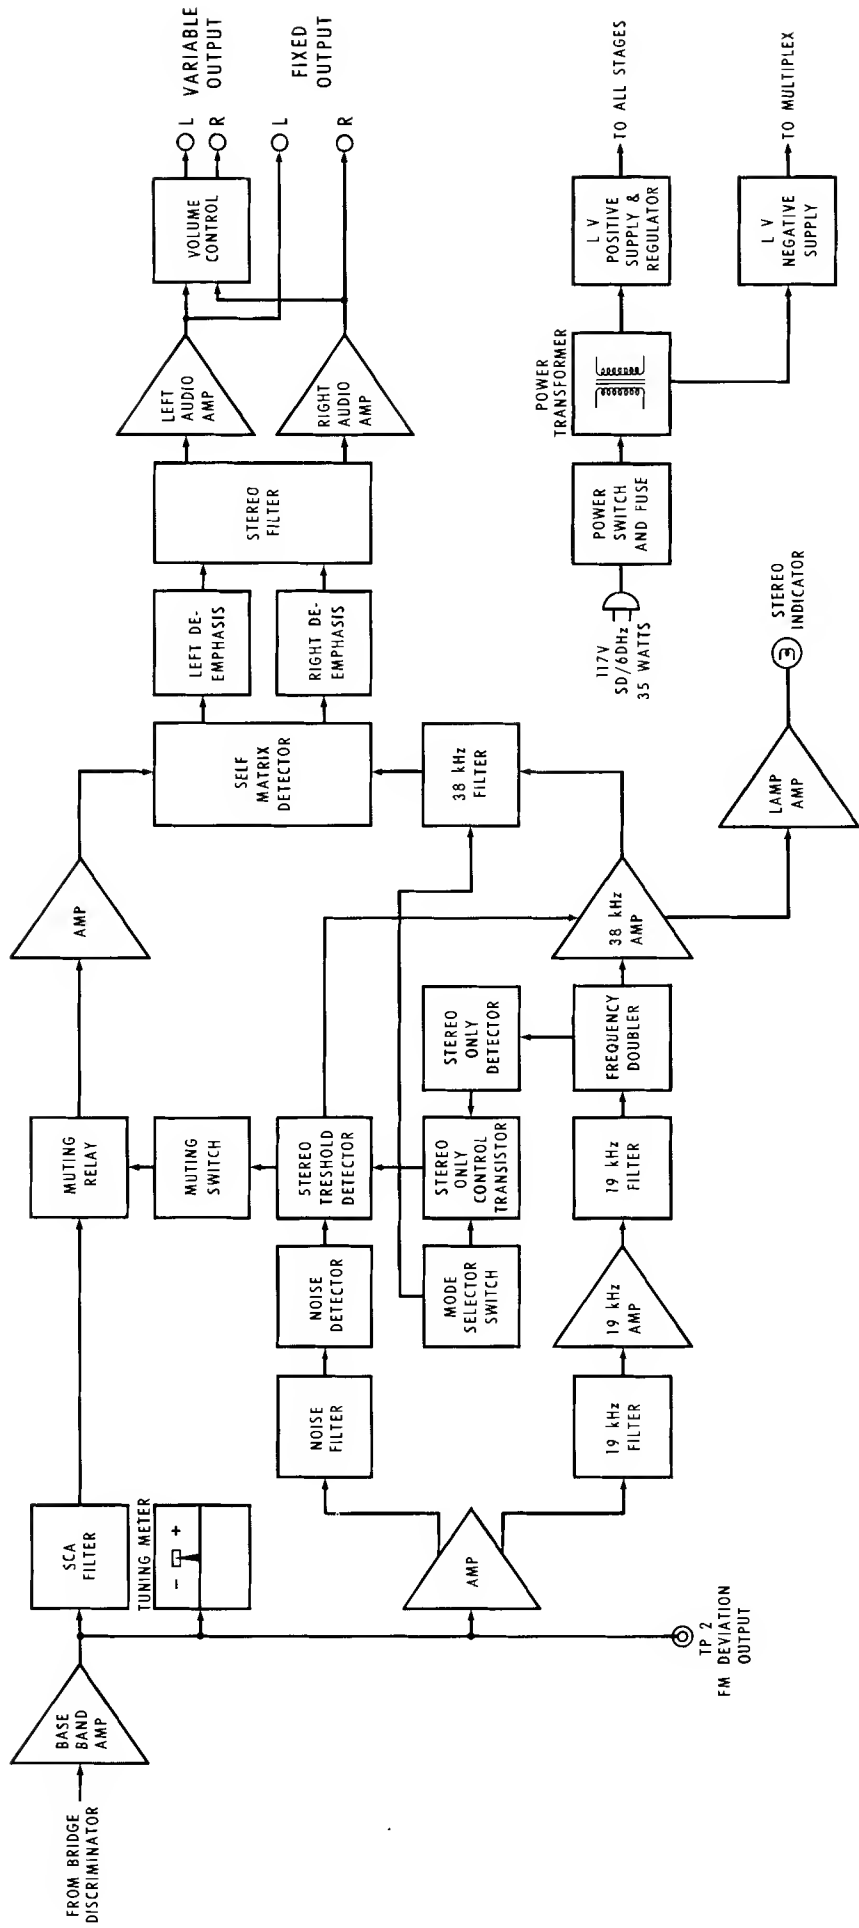 FROM BRIDGE
DISCRIMINATOR
BASE
BAND
AMP
SCA
FILTER
TUNING METER
- +
MUTING
RELAY
AMP
MUTING
SWITCH
AMP
TP 2
FM DEVIATION
OUTPUT
NOISE
FILTER
NOISE
DETECTOR
STEREO
TRESHOLD
DETECTOR
MODE
SELECTOR
SWITCH
STEREO
ONLY
CONTROL
TRANSISTOR
STEREO
ONLY
DETECTOR
19 kHz
FILTER
19 kHz
AMP
19 kHz
FILTER
FREQUENCY
DOUBLER
38 kHz
AMP
38 kHz
FILTER
LAMP
AMP
STEREO
INDICATOR
SELF
MATRIX
DETECTOR
LEFT DE-
EMPHASIS
RIGHT DE-
EMPHASIS
STEREO
FILTER
LEFT
AUDIO
AMP
RIGHT
AUDIO
AMP
VOLUME
CONTROL
L
R
VARIABLE
OUTPUT
L
R
FIXED
OUTPUT
117V
SD/6DHz
35 WATTS
POWER
SWITCH
AND FUSE
POWER
TRANSFORMER
L V
POSITIVE
SUPPLY &
REGULATOR
TO ALL STAGES
L V
NEGATIVE
SUPPLY
TO MULTIPLEX